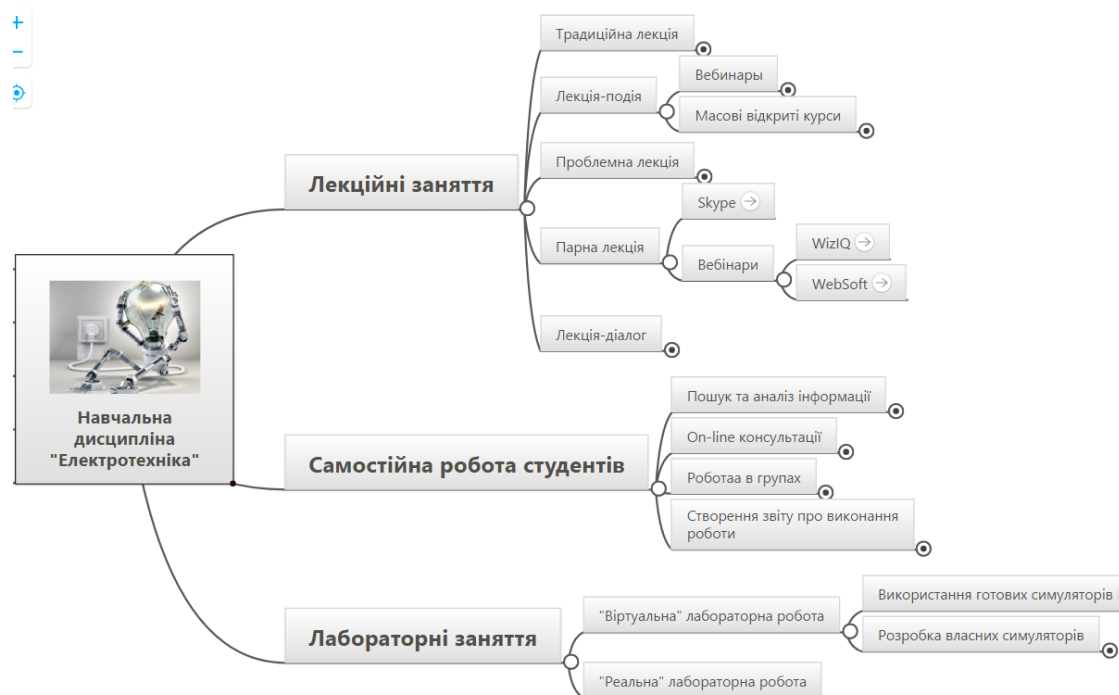 Навчальна
дисципліна
"Електротехніка"
Лекційні заняття
Традиційна лекція
Лекція-подія
Вебинары
Масові відкриті курси
Проблемна лекція
Парна лекція
Skype
Вебінари
WizIQ
WebSoft
Лекція-діалог
Самостійна робота студентів
Пошук та аналіз інформації
On-line консультації
Роботаа в групах
Створення звіту про виконання
роботи
Лабораторні заняття
"Віртуальна" лабораторна робота
Використання готових симуляторів
Розробка власних симуляторів
"Реальна" лабораторна робота